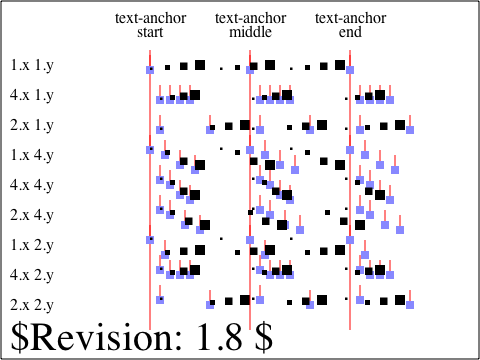 text-anchor text-anchor text-anchor
start middle end
1.x 1.y
4.x 1.y
2.x 1.y
1.x 4.y
4.x 4.y
2.x 4.y
1.x 2.y
4.x 2.y
2.x 2.y
$Revision: 1.8 $